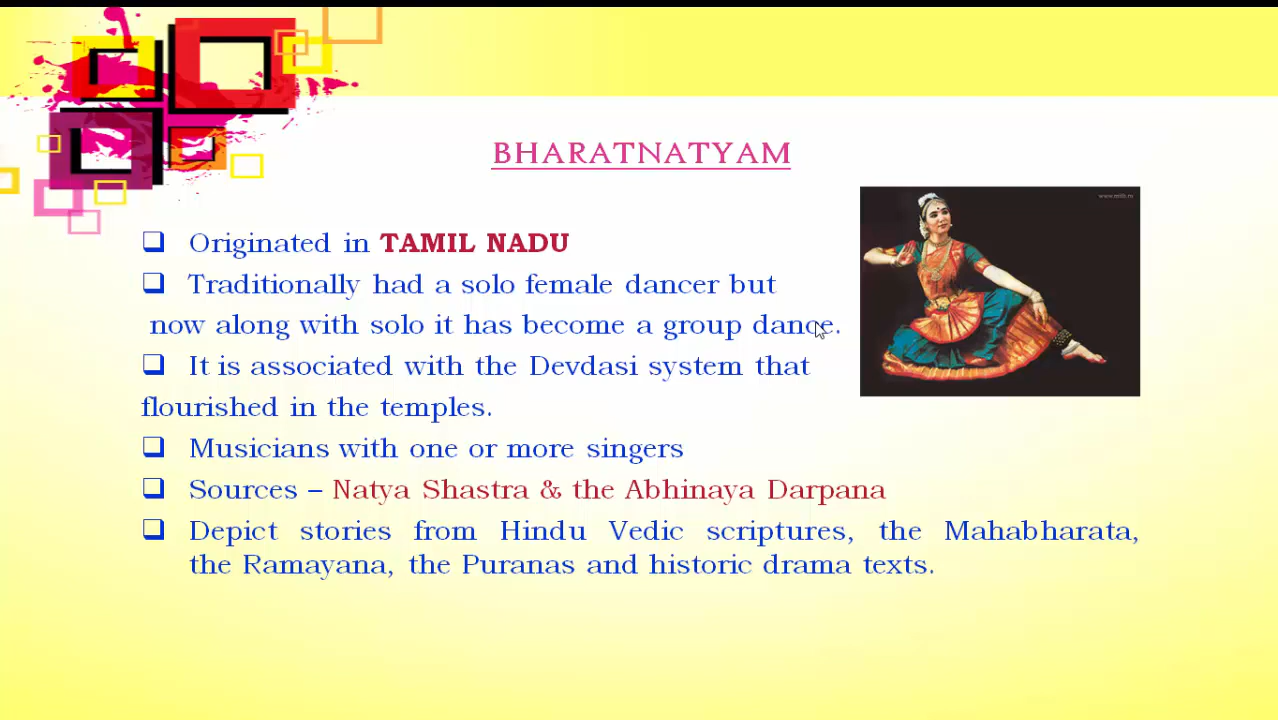 BHARATNATYAM
Originated in TAMIL NADU
Traditionally had a solo female dancer but
now along with solo it has become a group dance.
It is associated with the Devdasi system that
flourished in the temples.
Musicians with one or more singers
Sources – Natya Shastra & the Abhinaya Darpana
Depict stories from Hindu Vedic scriptures, the Mahabharata,
the Ramayana, the Puranas and historic drama texts.